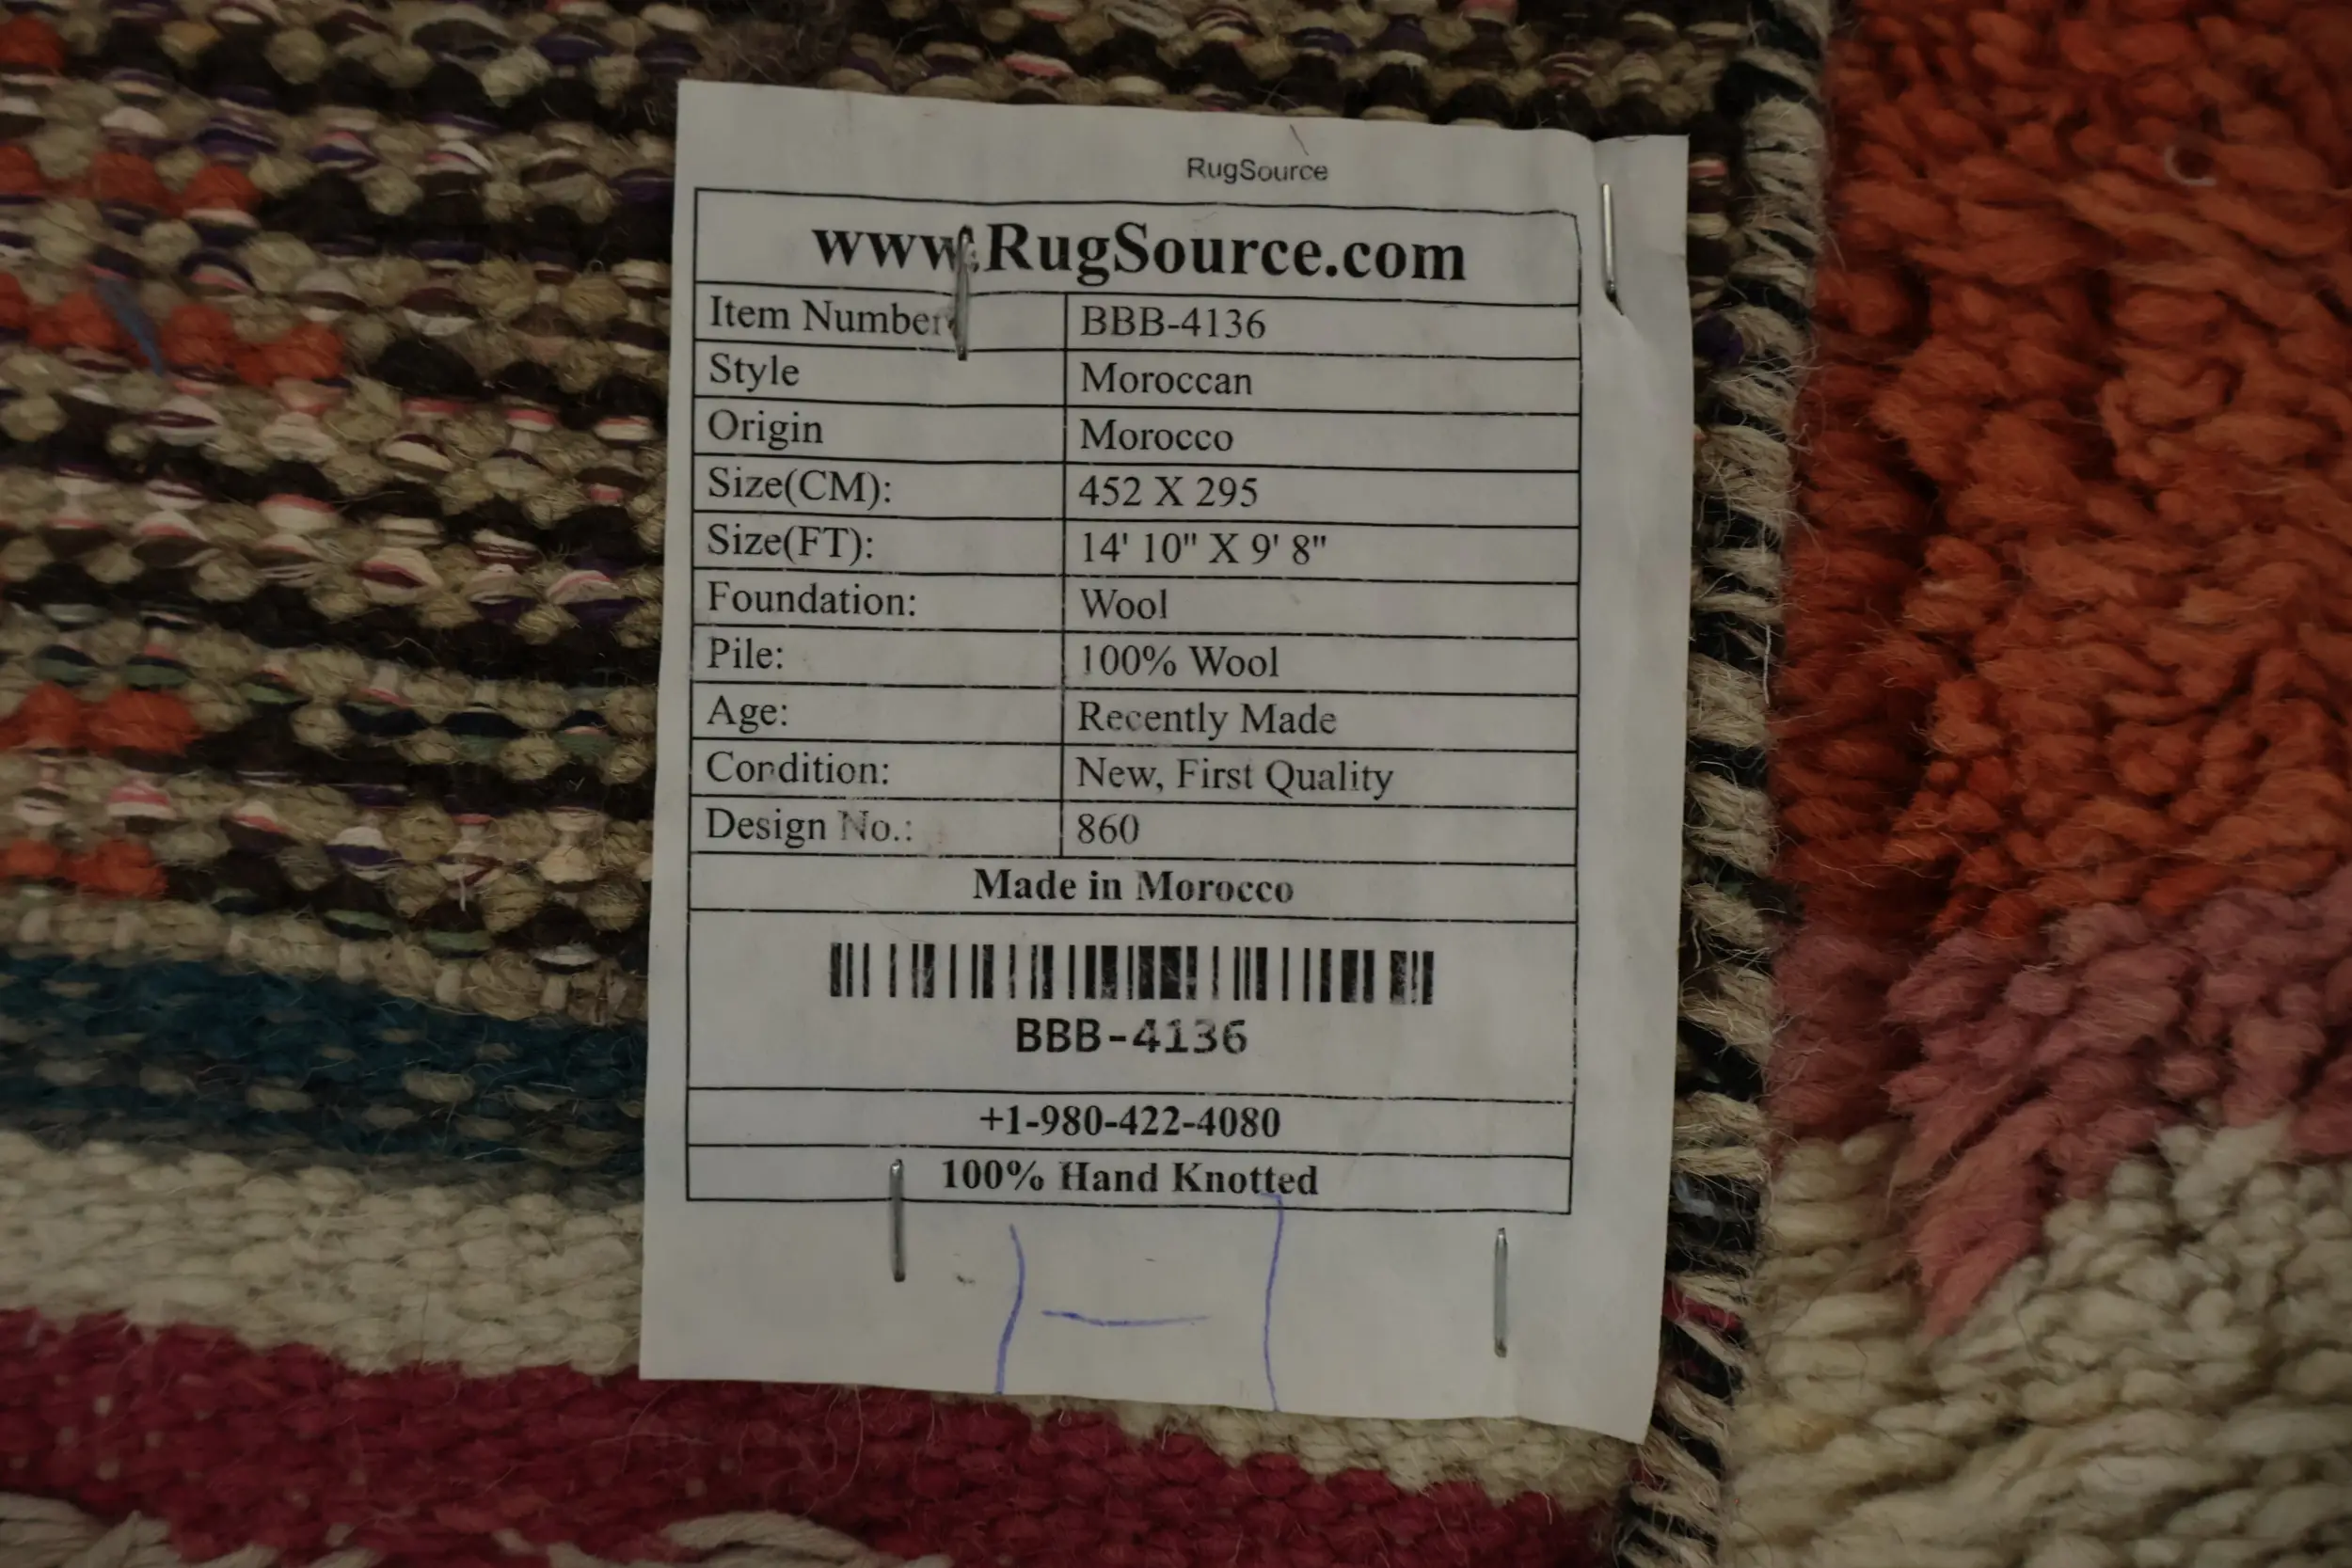 RugSource
www.RugSource.com
Item Number BBB-4136
Style Moroccan
Origin Morocco
Size(CM): 452 X 295
Size(FT): 14' 10" X 9' 8"
Foundation: Wool
Pile: 100% Wool
Age: Recently Made
Condition: New, First Quality
Design No.: 860
Made in Morocco
BBB-4136
+1-980-422-4080
100% Hand Knotted
1-1